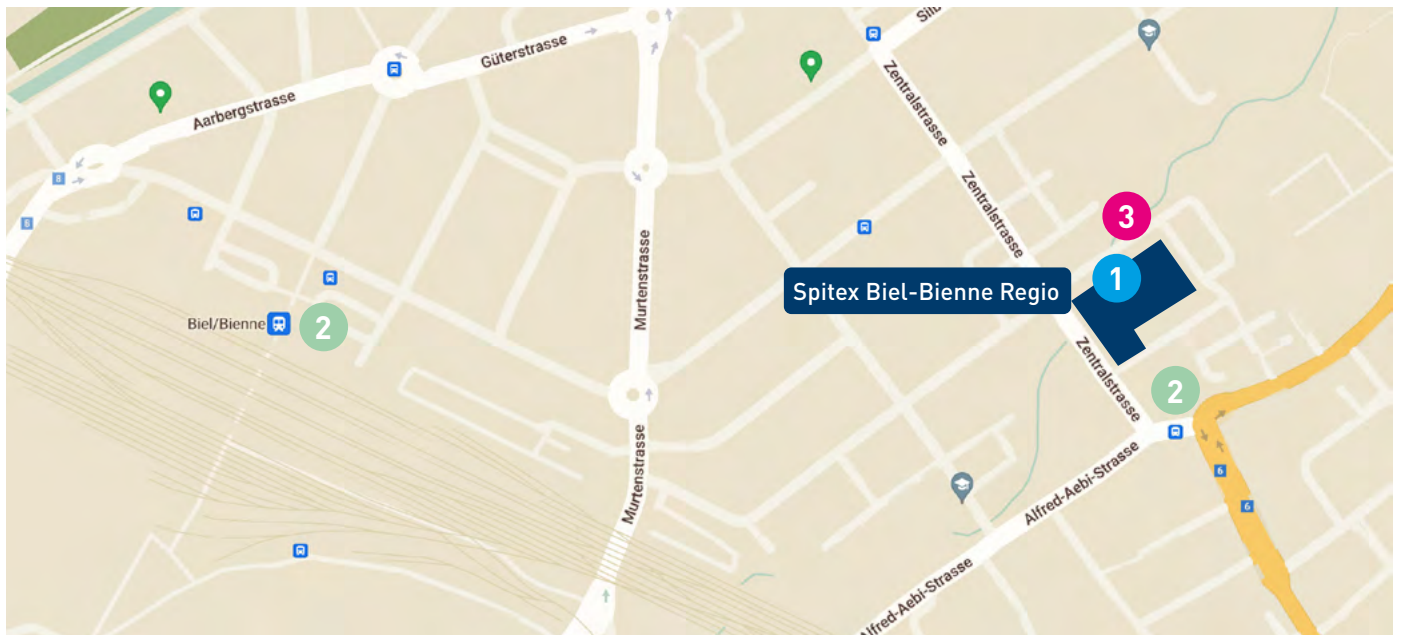 Silb
Güterstrasse
Aarbergstrasse
Zentralstrasse
8
Zentralstrasse
8
3
Murtenstrasse
1
Spitex Biel-Bienne Regio
Biel/Bienne
2
Zentralstrasse
2
Murtenstrasse
Alfred-Aebi-Strasse
6
6
Alfred-Aebi-Strasse